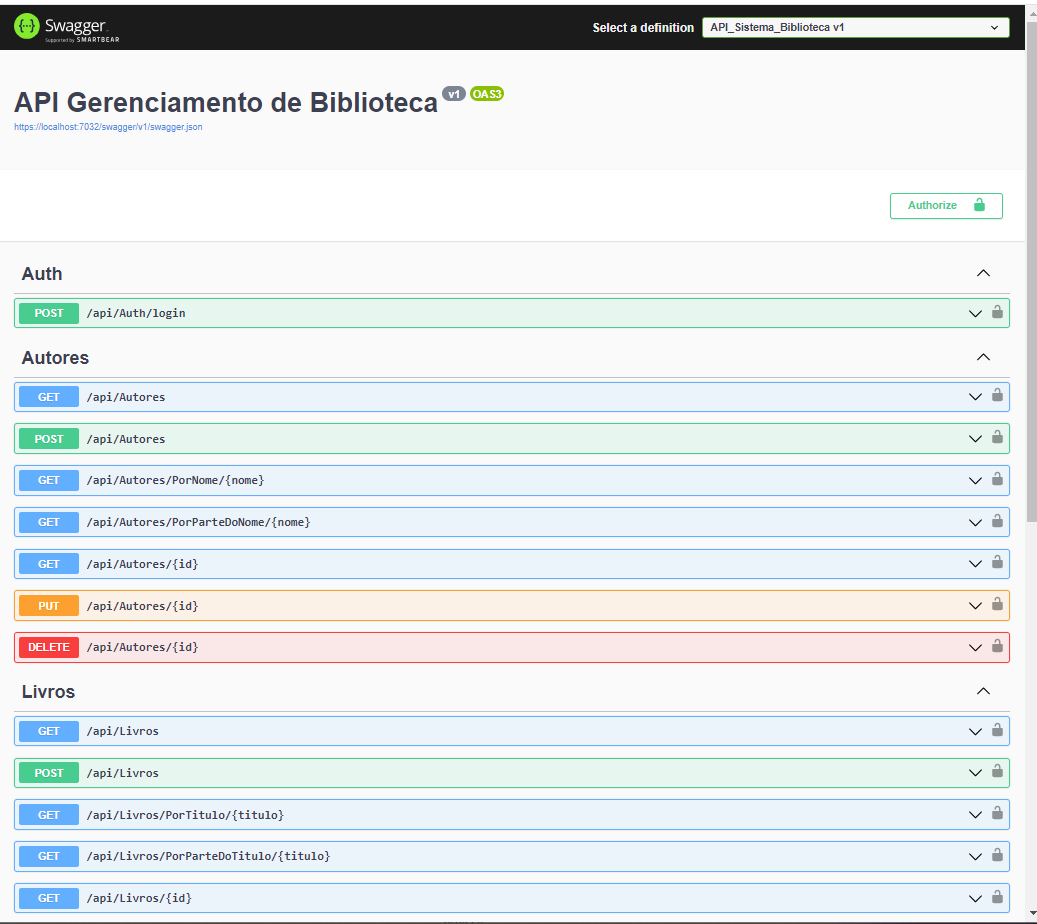 Swagger
Supported by SMARTBEAR
Select a definition
API_Sistema_Biblioteca v1
API Gerenciamento de Biblioteca v1 OAS3
https://localhost:7032/swagger/v1/swagger.json
Authorize
Auth
POST /api/Auth/login
Autores
GET /api/Autores
POST /api/Autores
GET /api/Autores/PorNome/{nome}
GET /api/Autores/PorParteDoNome/{nome}
GET /api/Autores/{id}
PUT /api/Autores/{id}
DELETE /api/Autores/{id}
Livros
GET /api/Livros
POST /api/Livros
GET /api/Livros/PorTitulo/{titulo}
GET /api/Livros/PorParteDoTitulo/{titulo}
GET /api/Livros/{id}